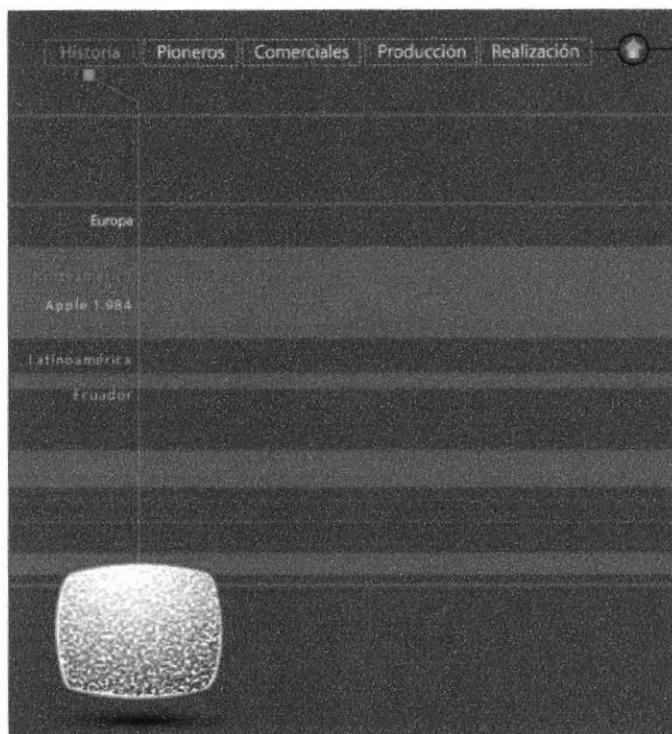 Historia Pioneros Comerciales Producción Realización
Europa
Apple 1.984
Latinoamérica
Ecuador